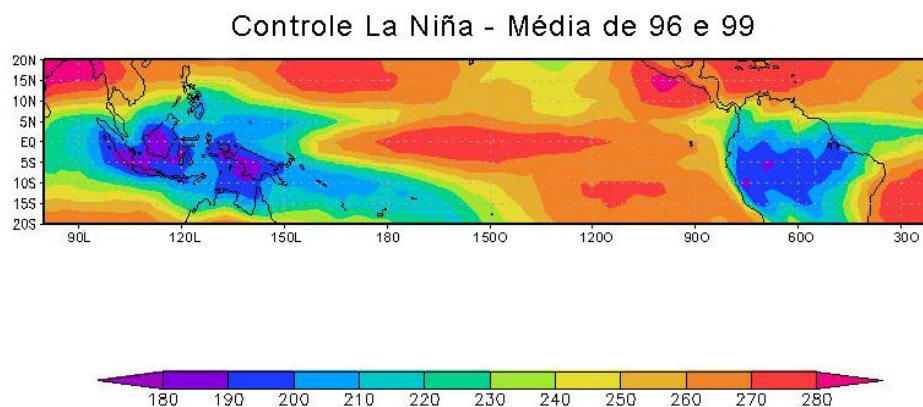 Controle La Niña - Média de 96 e 99
20N
15N
10N
5N
EQ
5S
10S
15S
20S
90L 120L 150L 150O 120O 90O 60O 30O
180 190 200 210 220 230 240 250 260 270 280